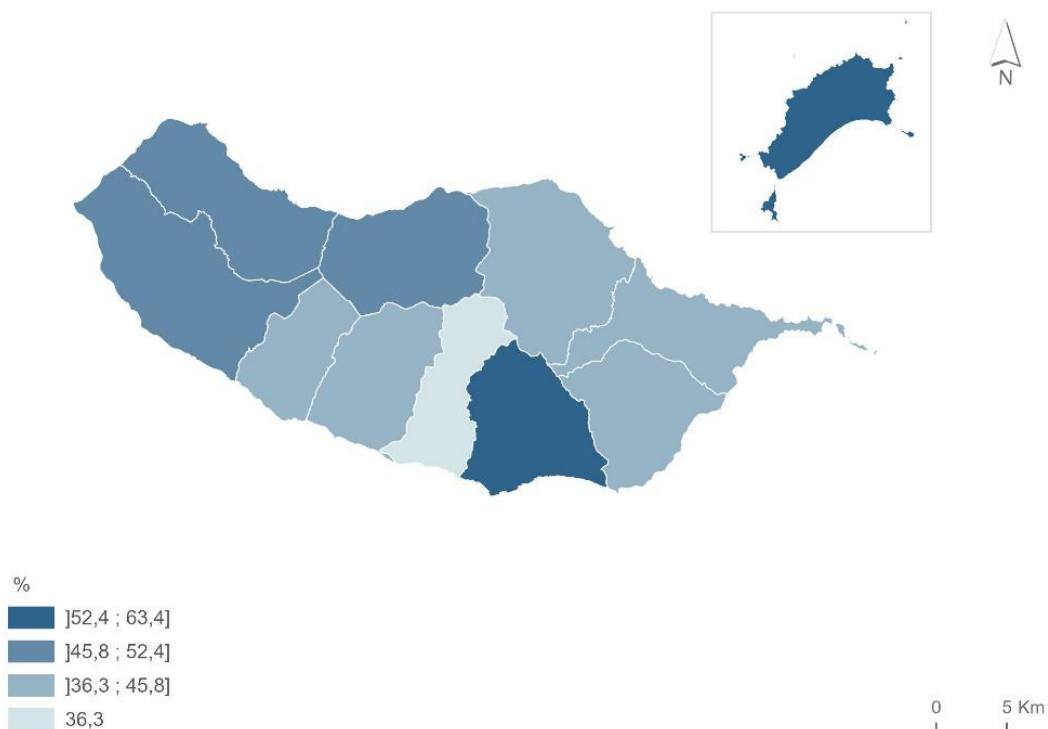 N
%
]52,4 ; 63,4]
]45,8 ; 52,4]
]36,3 ; 45,8]
36,3
0 5 Km